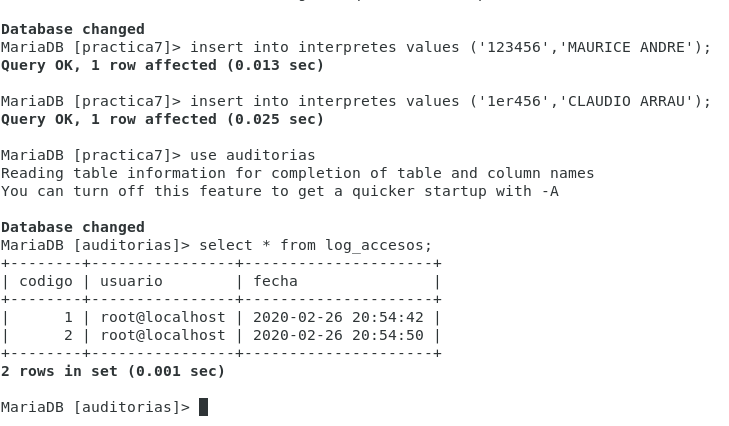 Database changed
MariaDB [practica7]> insert into interpretes values ('123456','MAURICE ANDRE');
Query OK, 1 row affected (0.013 sec)
MariaDB [practica7]> insert into interpretes values ('1er456','CLAUDIO ARRAU');
Query OK, 1 row affected (0.025 sec)
MariaDB [practica7]> use auditorias
Reading table information for completion of table and column names
You can turn off this feature to get a quicker startup with -A
Database changed
MariaDB [auditorias]> select * from log_accesos;
+--------+----------------+---------------------+
| codigo | usuario        | fecha               |
+--------+----------------+---------------------+
|      1 | root@localhost | 2020-02-26 20:54:42 |
|      2 | root@localhost | 2020-02-26 20:54:50 |
+--------+----------------+---------------------+
2 rows in set (0.001 sec)
MariaDB [auditorias]>